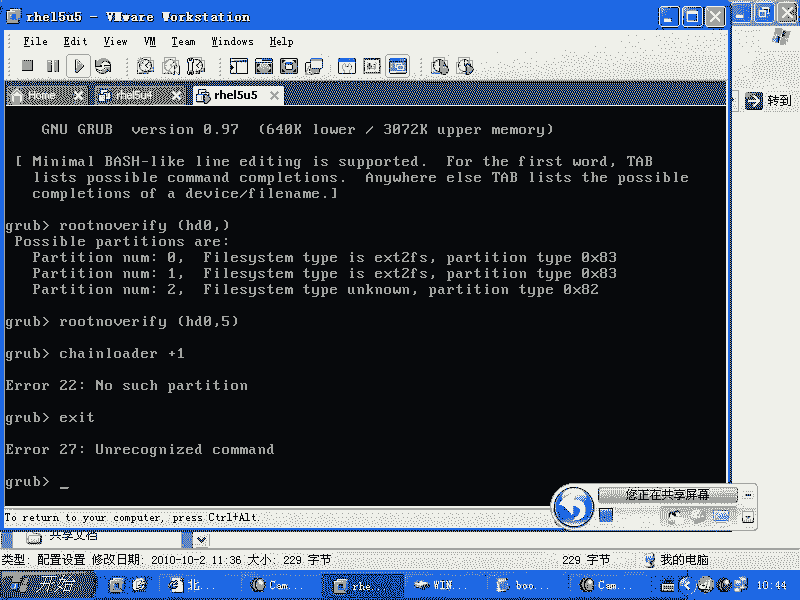 rhel5u5 - VMware Workstation
File Edit View VM Team Windows Help
Home rhel5u4 rhel5u5
转到
GNU GRUB version 0.97 (640K lower / 3072K upper memory)
[ Minimal BASH-like line editing is supported. For the first word, TAB
lists possible command completions. Anywhere else TAB lists the possible
completions of a device/filename.]
grub> rootnoverify (hd0,)
Possible partitions are:
Partition num: 0, Filesystem type is ext2fs, partition type 0x83
Partition num: 1, Filesystem type is ext2fs, partition type 0x83
Partition num: 2, Filesystem type unknown, partition type 0x82
grub> rootnoverify (hd0,5)
grub> chainloader +1
Error 22: No such partition
grub> exit
Error 27: Unrecognized command
grub> _
您正在共享屏幕
To return to your computer, press Ctrl+Alt.
共享文档
类型: 配置设置 修改日期: 2010-10-2 11:36 大小: 229 字节 229 字节 我的电脑
开始 北... Cam... rhe... WIN... boo... Cam... 10:44